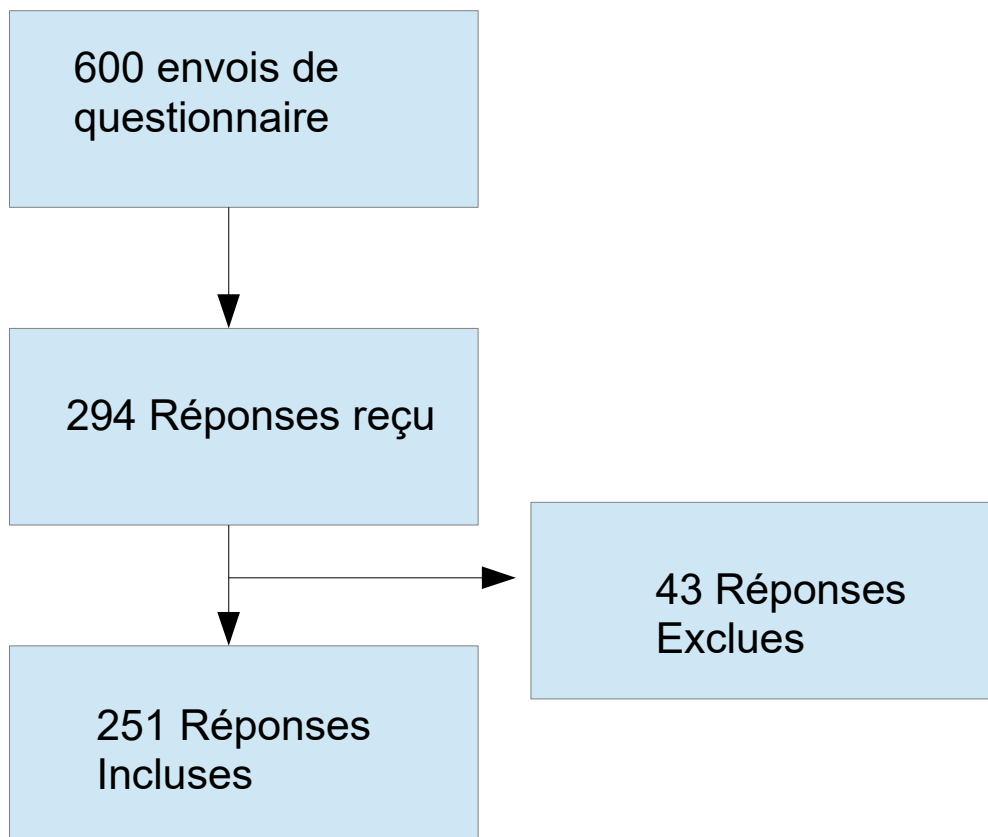 600 envois de
questionnaire
294 Réponses reçu
43 Réponses
Exclues
251 Réponses
Incluses